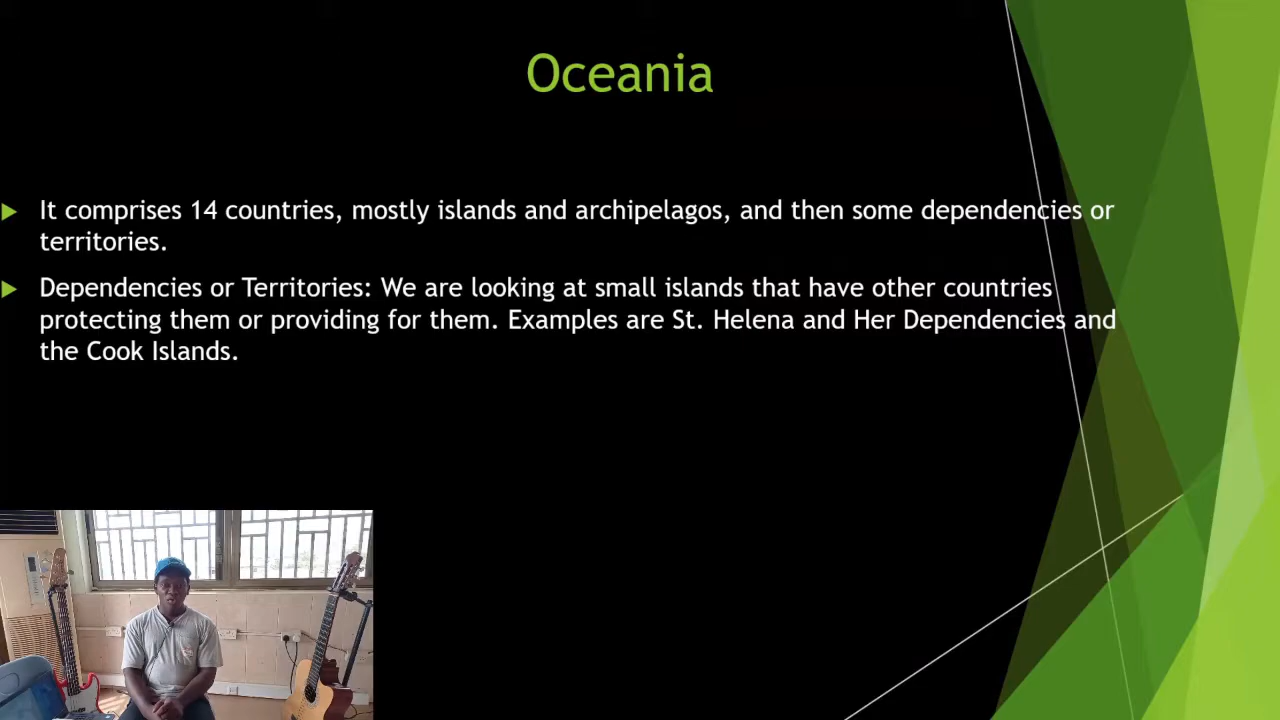 Oceania
It comprises 14 countries, mostly islands and archipelagos, and then some dependencies or
territories.
Dependencies or Territories: We are looking at small islands that have other countries
protecting them or providing for them. Examples are St. Helena and Her Dependencies and
the Cook Islands.